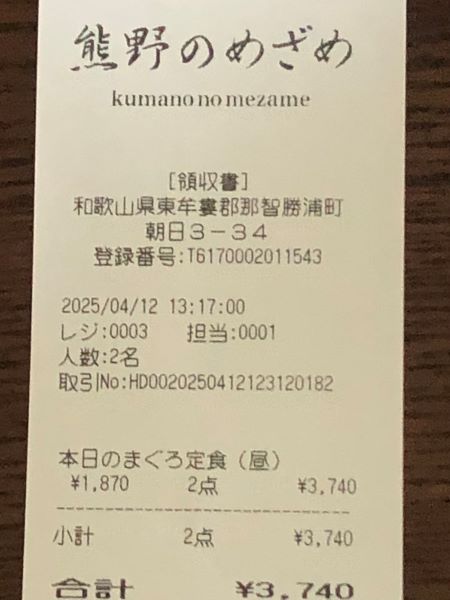 熊野のめざめ
kumano no mezame
[領収書]
和歌山県東牟婁郡那智勝浦町
朝日3-34
登録番号:T6170002011543
2025/04/12 13:17:00
レジ:0003 担当:0001
人数:2名
取引No:HD0020250412123120182
本日のまぐろ定食(昼)
¥1,870 2点 ¥3,740
小計 2点 ¥3,740
合計 ¥3,740